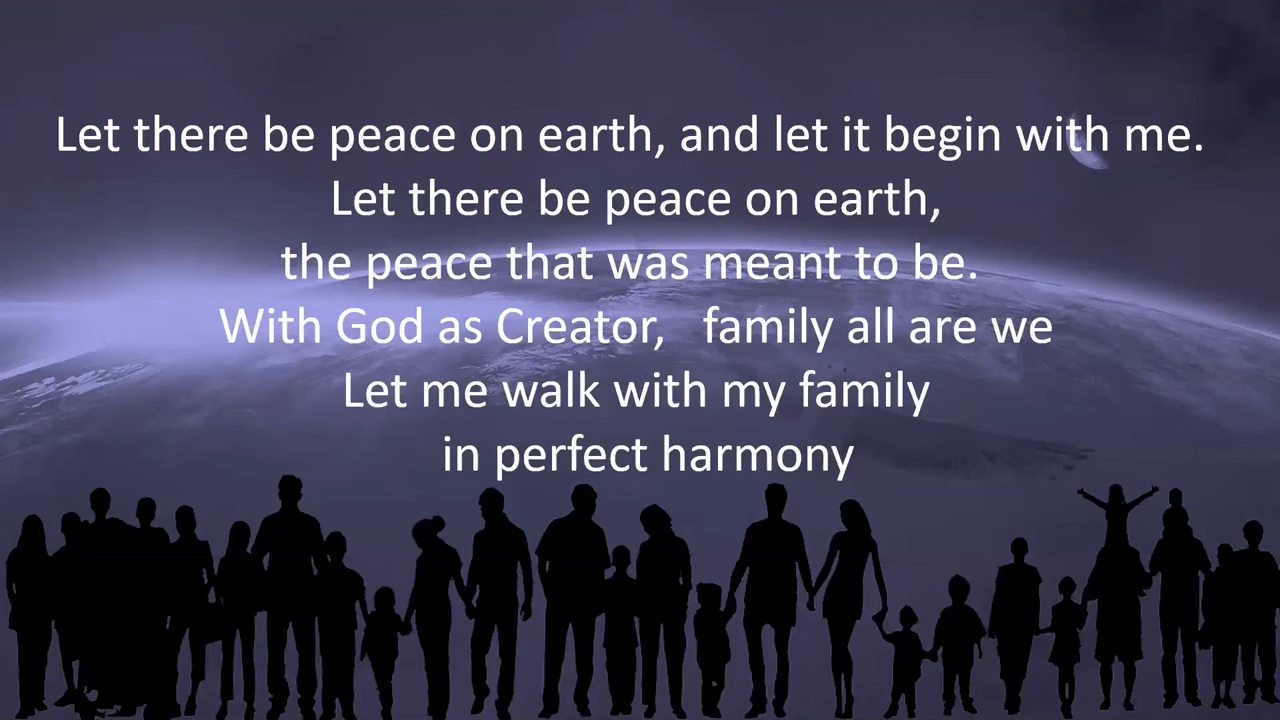 Let there be peace on earth, and let it begin with me.
Let there be peace on earth,
the peace that was meant to be.
With God as Creator,   family all are we
Let me walk with my family
in perfect harmony